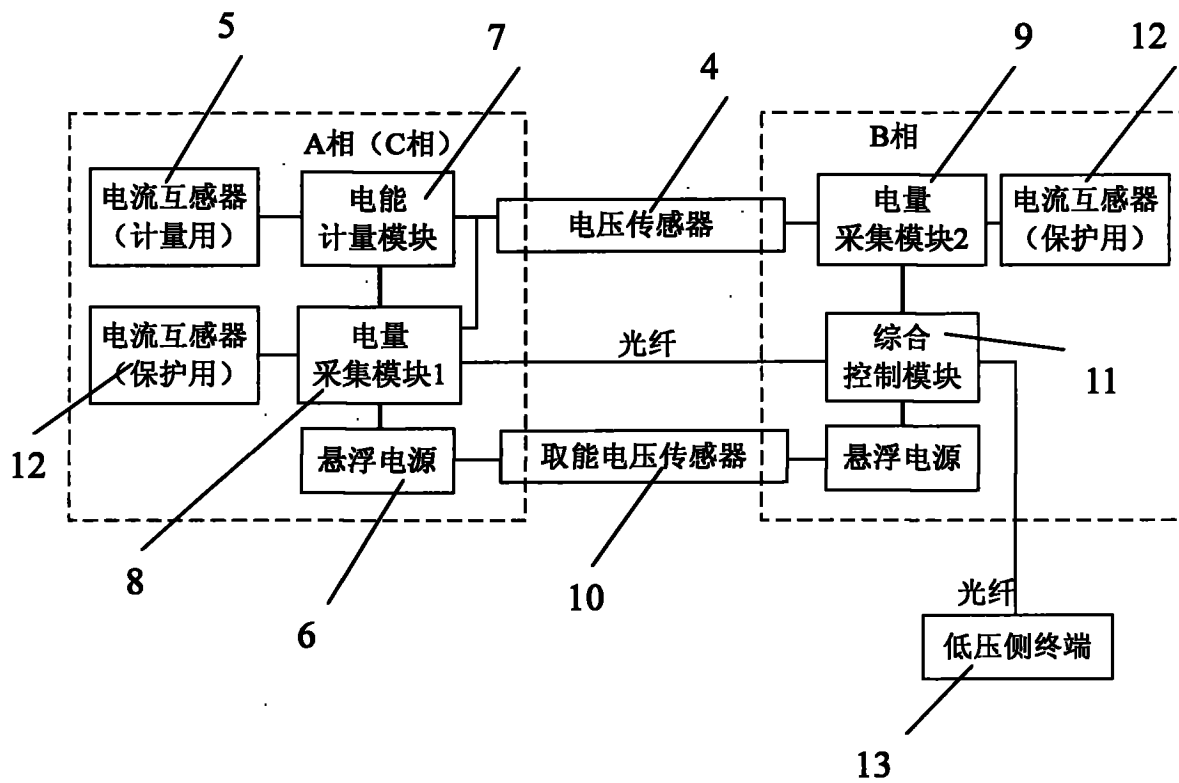 5
7
4
9
12
A相（C相）
B相
电流互感器
（计量用）
电能
计量模块
电压传感器
电量
采集模块2
电流互感器
（保护用）
电流互感器
（保护用）
电量
采集模块1
光纤
综合
控制模块
11
12
悬浮电源
取能电压传感器
悬浮电源
8
6
10
光纤
低压侧终端
13